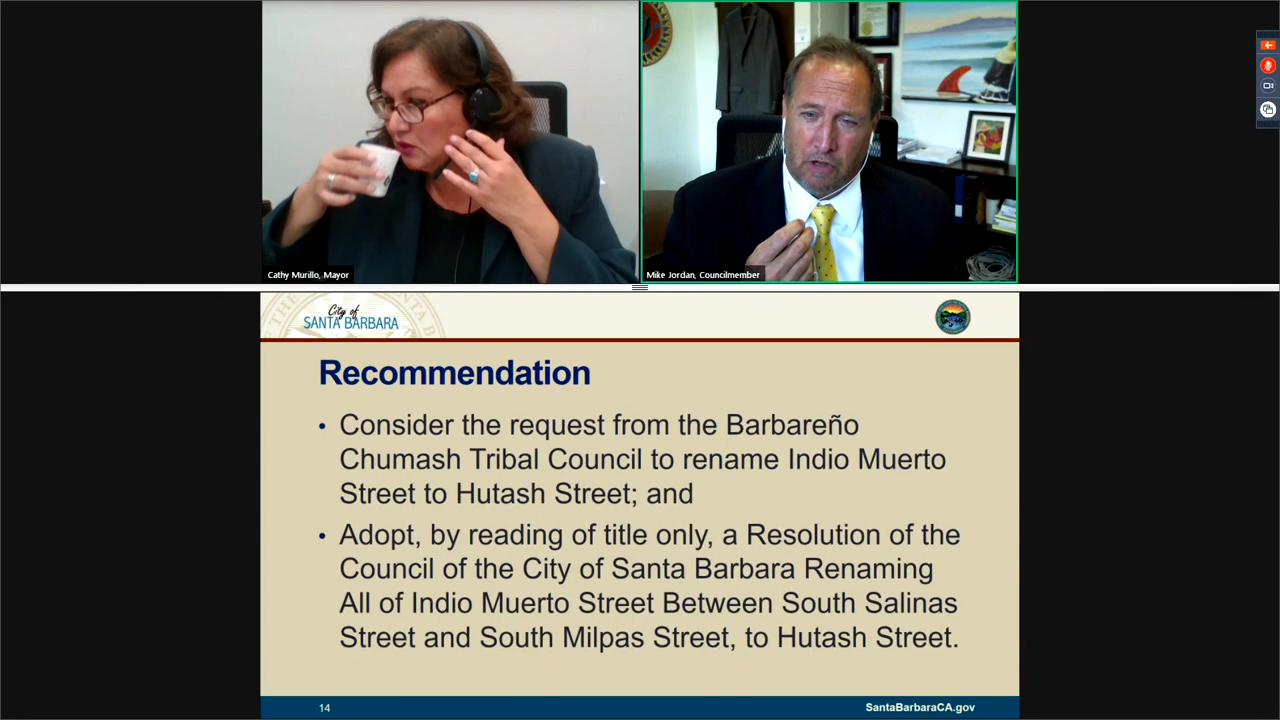 Cathy Murillo, Mayor
Mike Jordan, Councilmember
City of
SANTA BARBARA
Recommendation
• Consider the request from the Barbareño
Chumash Tribal Council to rename Indio Muerto
Street to Hutash Street; and
• Adopt, by reading of title only, a Resolution of the
Council of the City of Santa Barbara Renaming
All of Indio Muerto Street Between South Salinas
Street and South Milpas Street, to Hutash Street.
14
SantaBarbaraCA.gov